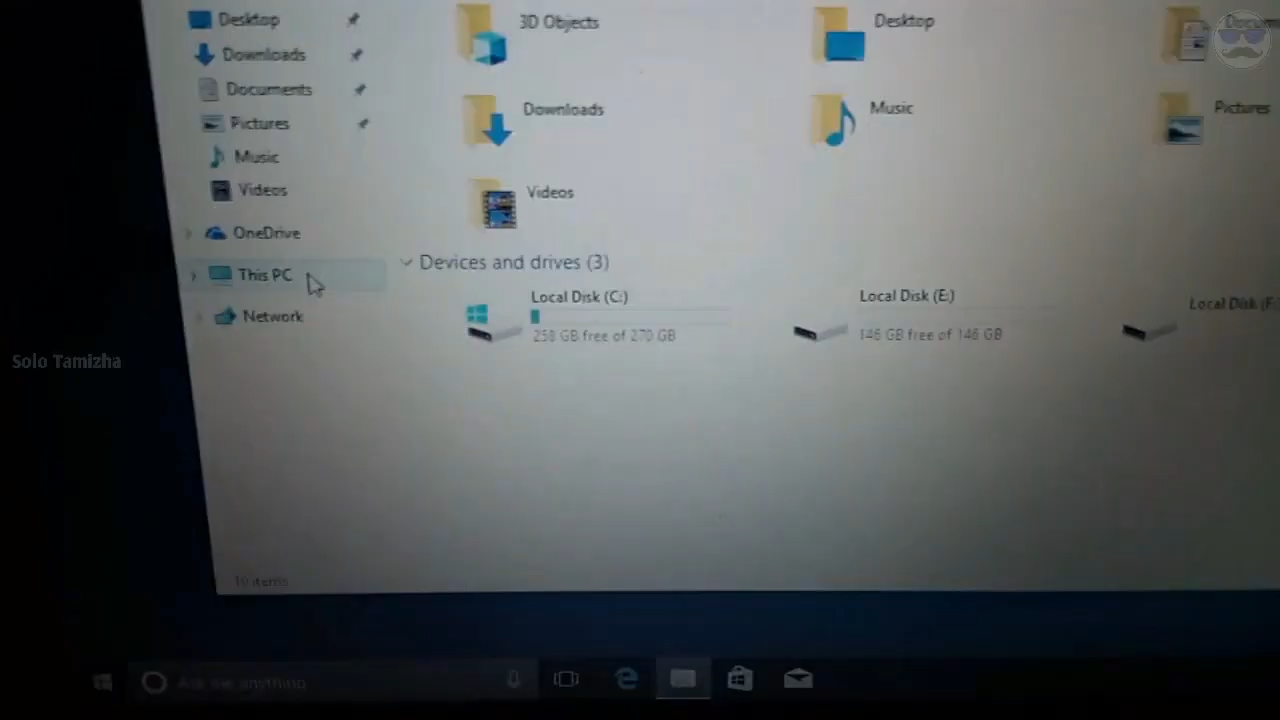 Desktop
Downloads
Documents
Pictures
Music
Videos
OneDrive
This PC
Network
3D Objects
Desktop
Downloads
Music
Pictures
Videos
Devices and drives (3)
Local Disk (C:)
258 GB free of 270 GB
Local Disk (E:)
146 GB free of 146 GB
Local Disk (F:
10 items
Ask me anything
Solo Tamizha